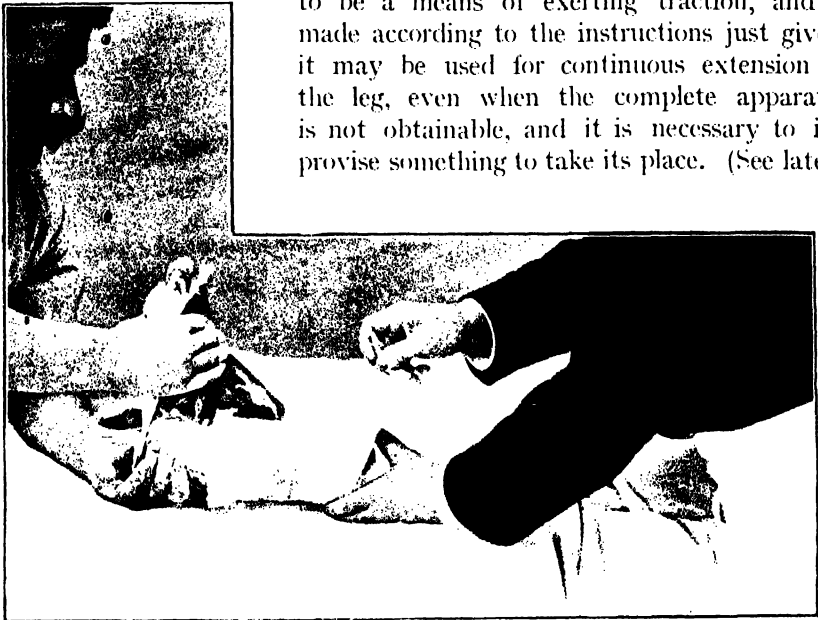 to be a means of exerting traction, and
made according to the instructions just giv
it may be used for continuous extension
the leg, even when the complete appara
is not obtainable, and it is necessary to i
provise something to take its place. (See late